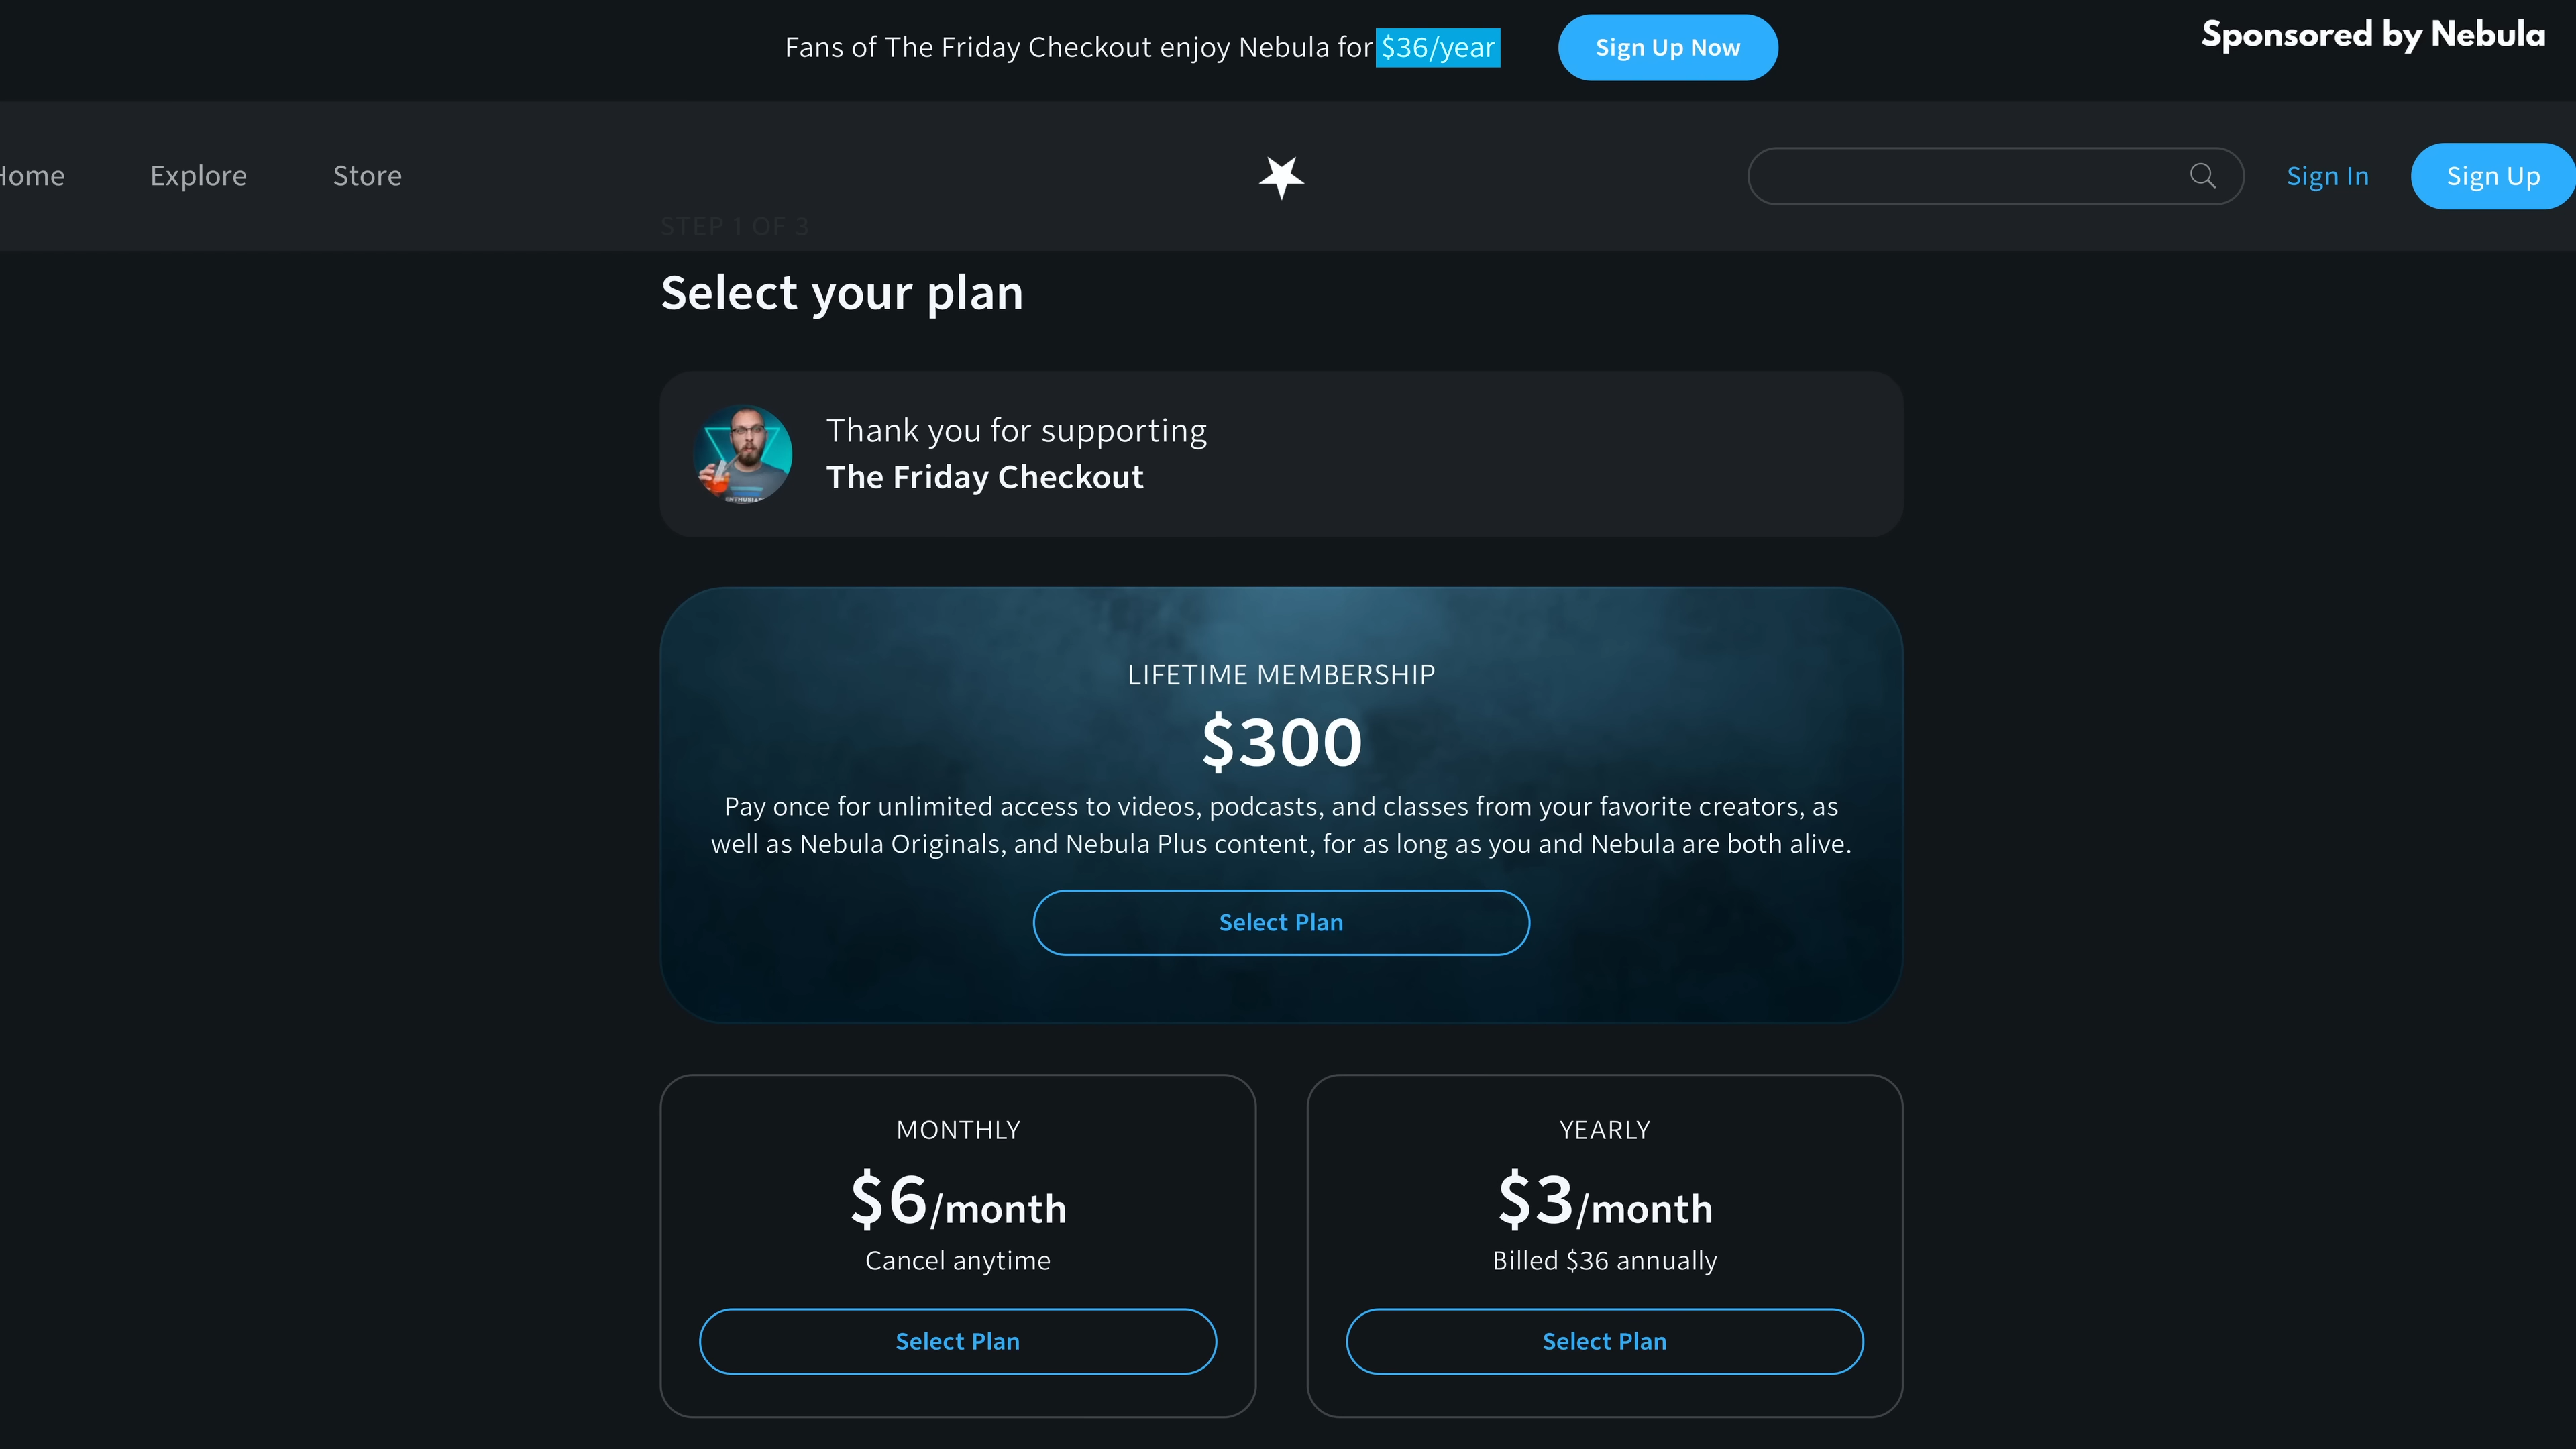 Fans of The Friday Checkout enjoy Nebula for $36/year
Sign Up Now
Sponsored by Nebula
Home
Explore
Store
Sign In
Sign Up
STEP 1 OF 3
Select your plan
Thank you for supporting
The Friday Checkout
LIFETIME MEMBERSHIP
$300
Pay once for unlimited access to videos, podcasts, and classes from your favorite creators, as
well as Nebula Originals, and Nebula Plus content, for as long as you and Nebula are both alive.
Select Plan
MONTHLY
$6/month
Cancel anytime
Select Plan
YEARLY
$3/month
Billed $36 annually
Select Plan